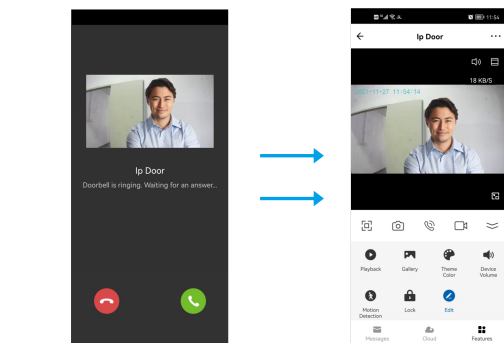 Ip Door
Doorbell is ringing. Waiting for an answer...
11:54
Ip Door
18 KB/S
2021-11-27 11:54:14
Playback
Gallery
Theme
Color
Device
Volume
Motion
Detection
Lock
Edit
Messages
Cloud
Features